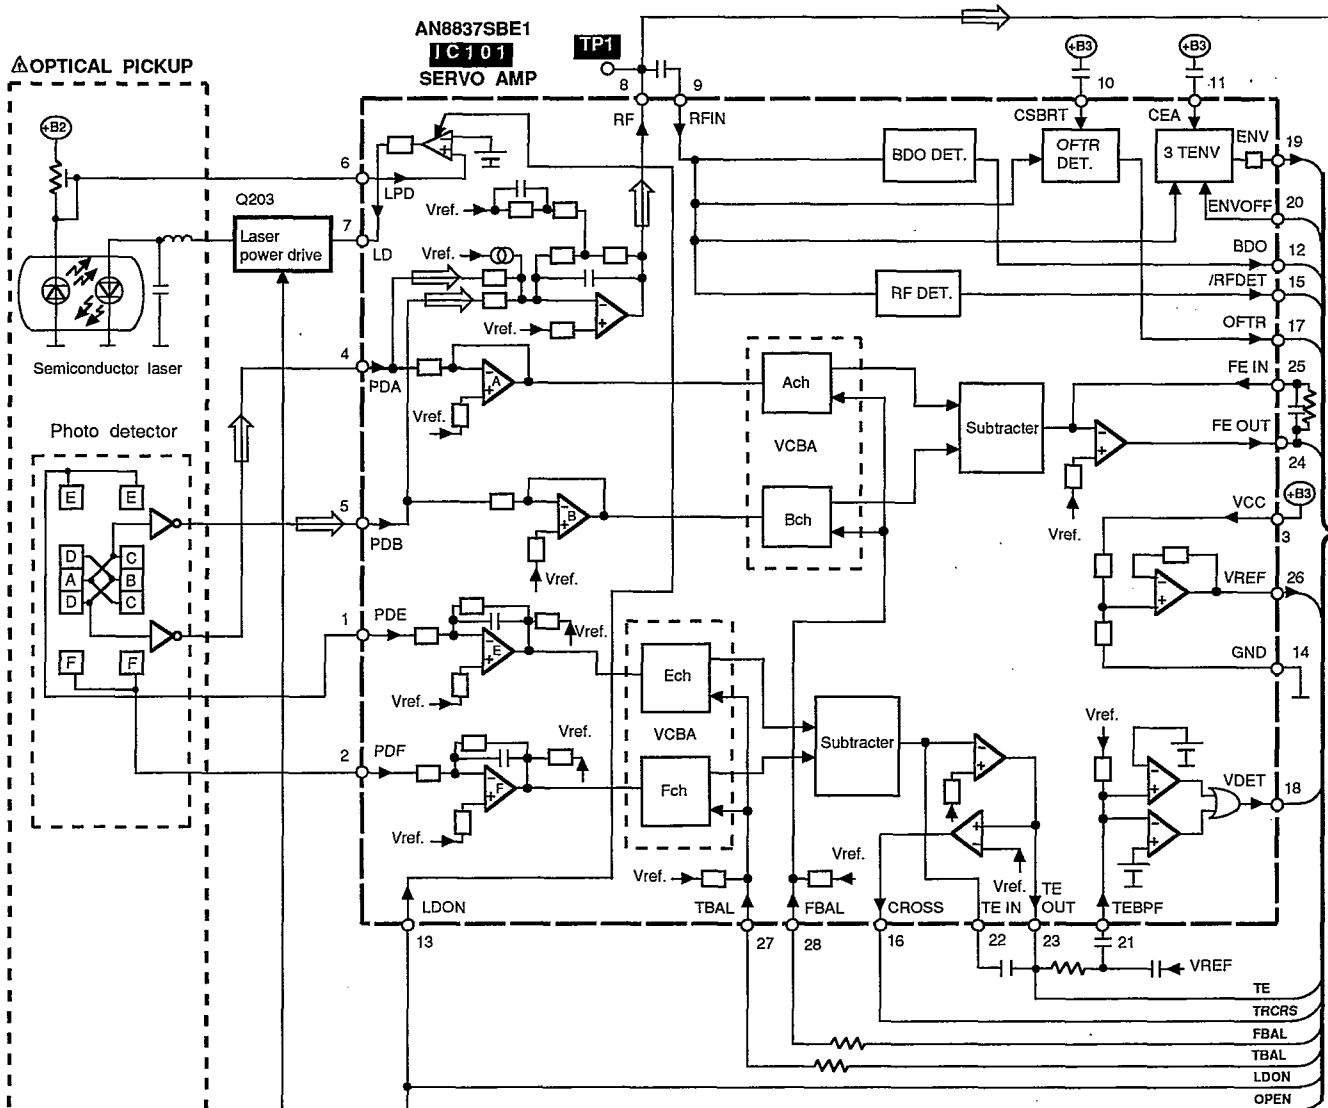 AN8837SBE1
IC101
SERVO AMP
TP1
⚠OPTICAL PICKUP
+B2
+B3
+B3
8
9
10
11
RF
RFIN
CSBRT
CEA
ENV
19
6
LPD
BDO DET.
OFTR
DET.
3 TENV
Q203
Vref.
ENVOFF
20
7
LD
Laser
power drive
Vref.
BDO
12
/RFDET
15
RF DET.
Vref.
OFTR
17
Semiconductor laser
4
PDA
A
Vref.
Ach
FE IN
25
Photo detector
VCBA
Subtracter
FE OUT
24
E
E
5
PDB
B
Vref.
Bch
Vref.
+B3
VCC
3
D
C
A
B
D
C
VREF
26
1
PDE
E
Vref.
Vref.
Ech
GND
14
F
F
VCBA
2
PDF
F
Vref.
Vref.
Fch
Subtracter
Vref.
VDET
18
Vref.
Vref.
Vref.
LDON
TBAL
FBAL
CROSS
TE IN
TE
OUT
TEBPF
13
27
28
16
22
23
21
VREF
TE
TRCRS
FBAL
TBAL
LDON
OPEN